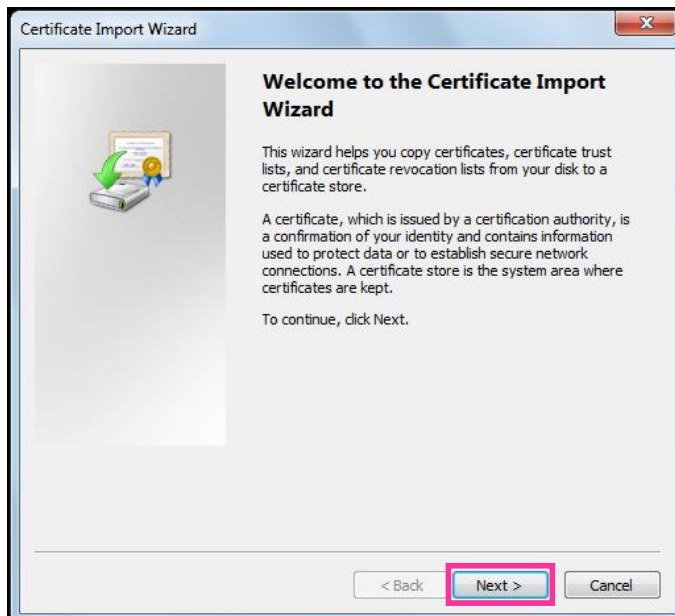 Certificate Import Wizard
Welcome to the Certificate Import
Wizard
This wizard helps you copy certificates, certificate trust
lists, and certificate revocation lists from your disk to a
certificate store.
A certificate, which is issued by a certification authority, is
a confirmation of your identity and contains information
used to protect data or to establish secure network
connections. A certificate store is the system area where
certificates are kept.
To continue, click Next.
< Back Next > Cancel